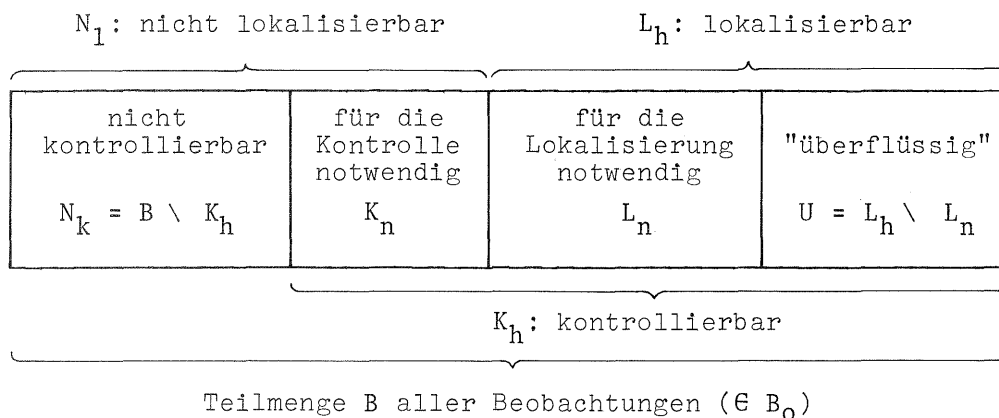 N_l: nicht lokalisierbar L_h: lokalisierbar
nicht kontrollierbar
N_k = B \ K_h
für die Kontrolle notwendig
K_n
für die Lokalisierung notwendig
L_n
"überflüssig"
U = L_h \ L_n
K_h: kontrollierbar
Teilmenge B aller Beobachtungen (∈ B_o)